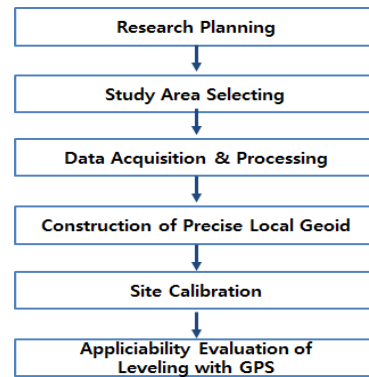 Research Planning
Study Area Selecting
Data Acquisition & Processing
Construction of Precise Local Geoid
Site Calibration
Appliciability Evaluation of
Leveling with GPS